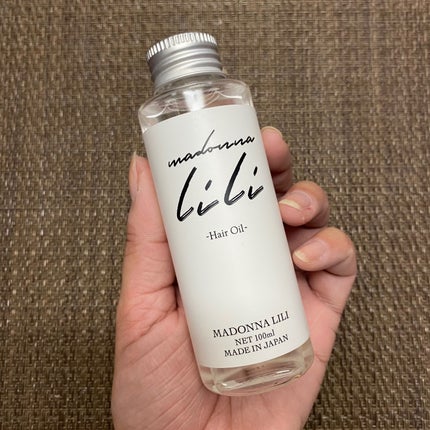 madonna
LiLi
-Hair Oil-
MADONNA LILI
NET 100ml
MADE IN JAPAN